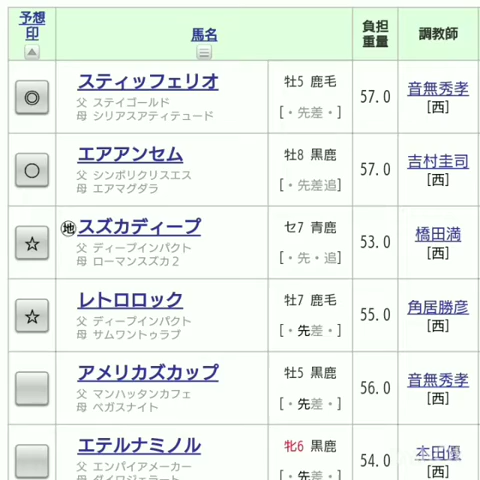 予想印 馬名 負担重量 調教師
◎ スティッフェリオ 牡5 鹿毛 57.0 音無秀孝
父 ステイゴールド [・先差・] [西]
母 シリアスアティテュード
○ エアアンセム 牡8 黒鹿 57.0 吉村圭司
父 シンボリクリスエス [・先差追] [西]
母 エアマグダラ
☆ 地 スズカディープ セ7 青鹿 53.0 橋田満
父 ディープインパクト [・先・追] [西]
母 ローマンスズカ2
☆ レトロロック 牡7 鹿毛 55.0 角居勝彦
父 ディープインパクト [・先差・] [西]
母 サムワントゥラブ
アメリカズカップ 牡5 黒鹿 56.0 音無秀孝
父 マンハッタンカフェ [・先差・] [西]
母 ペガスナイト
エテルナミノル 牝6 黒鹿 54.0 本田優
父 エンパイアメーカー [・先差・] [西]
母 ダイワジェラート